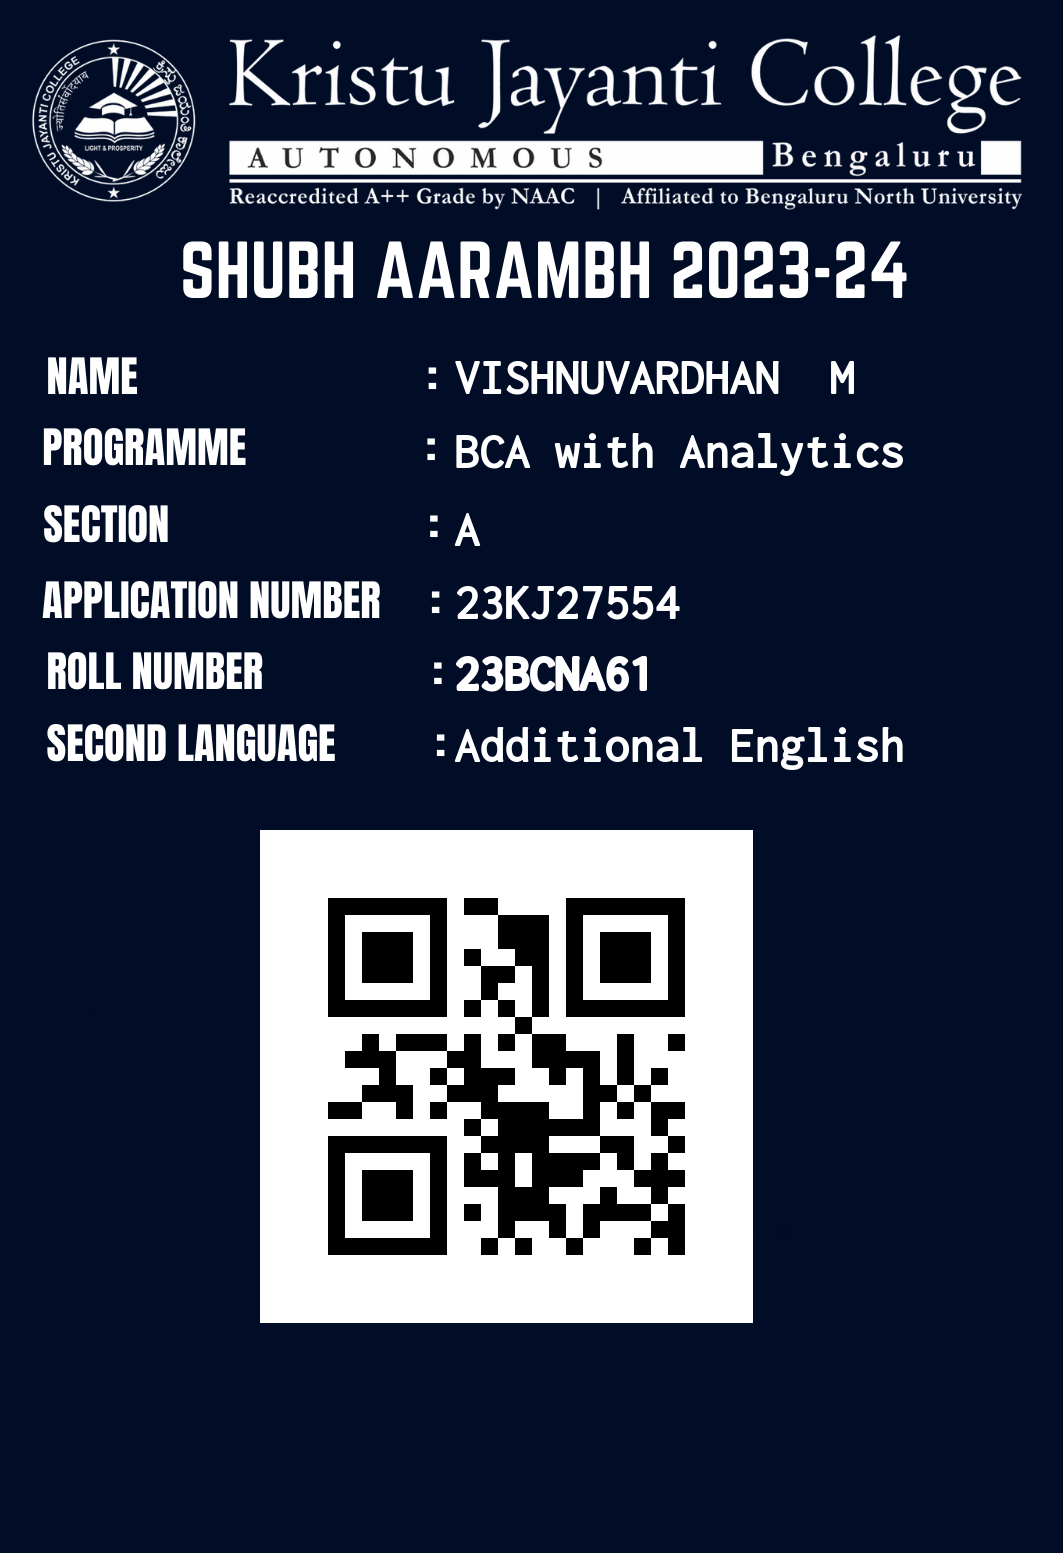 Kristu Jayanti College
AUTONOMOUS Bengaluru
Reaccredited A++ Grade by NAAC | Affiliated to Bengaluru North University
KRISTU JAYANTI COLLEGE
LIGHT & PROSPERITY
SHUBH AARAMBH 2023-24
NAME : VISHNUVARDHAN M
PROGRAMME : BCA with Analytics
SECTION : A
APPLICATION NUMBER : 23KJ27554
ROLL NUMBER : 23BCNA61
SECOND LANGUAGE : Additional English